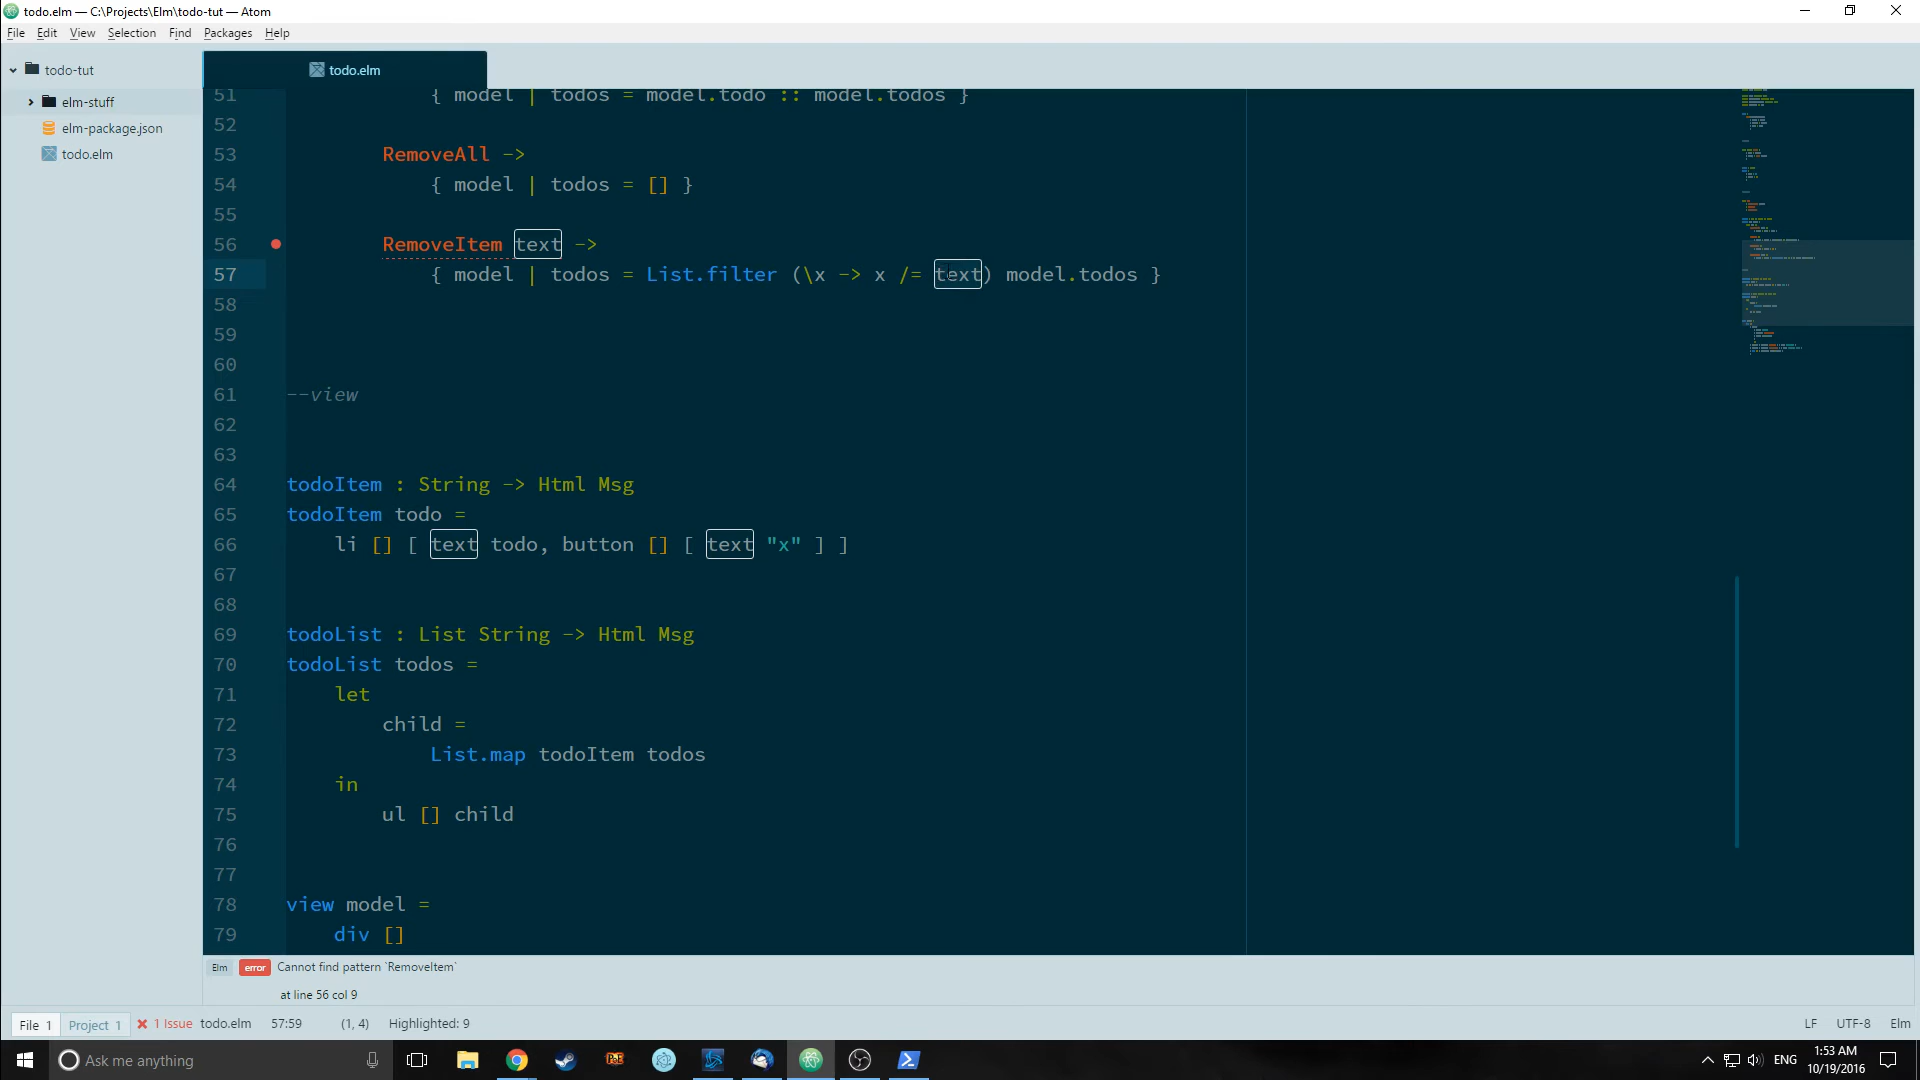 todo.elm — C:\Projects\Elm\todo-tut — Atom
File Edit View Selection Find Packages Help
todo-tut
elm-stuff
elm-package.json
todo.elm
todo.elm
51 { model | todos = model.todo :: model.todos }
52
53 RemoveAll ->
54 { model | todos = [] }
55
56 RemoveItem text ->
57 { model | todos = List.filter (\x -> x /= text) model.todos }
58
59
60
61 --view
62
63
64 todoItem : String -> Html Msg
65 todoItem todo =
66 li [] [ text todo, button [] [ text "x" ] ]
67
68
69 todoList : List String -> Html Msg
70 todoList todos =
71 let
72 child =
73 List.map todoItem todos
74 in
75 ul [] child
76
77
78 view model =
79 div []
Elm error Cannot find pattern `RemoveItem`
at line 56 col 9
File 1 Project 1 1 Issue todo.elm 57:59 (1, 4) Highlighted: 9 LF UTF-8 Elm
Ask me anything
ENG
1:53 AM
10/19/2016